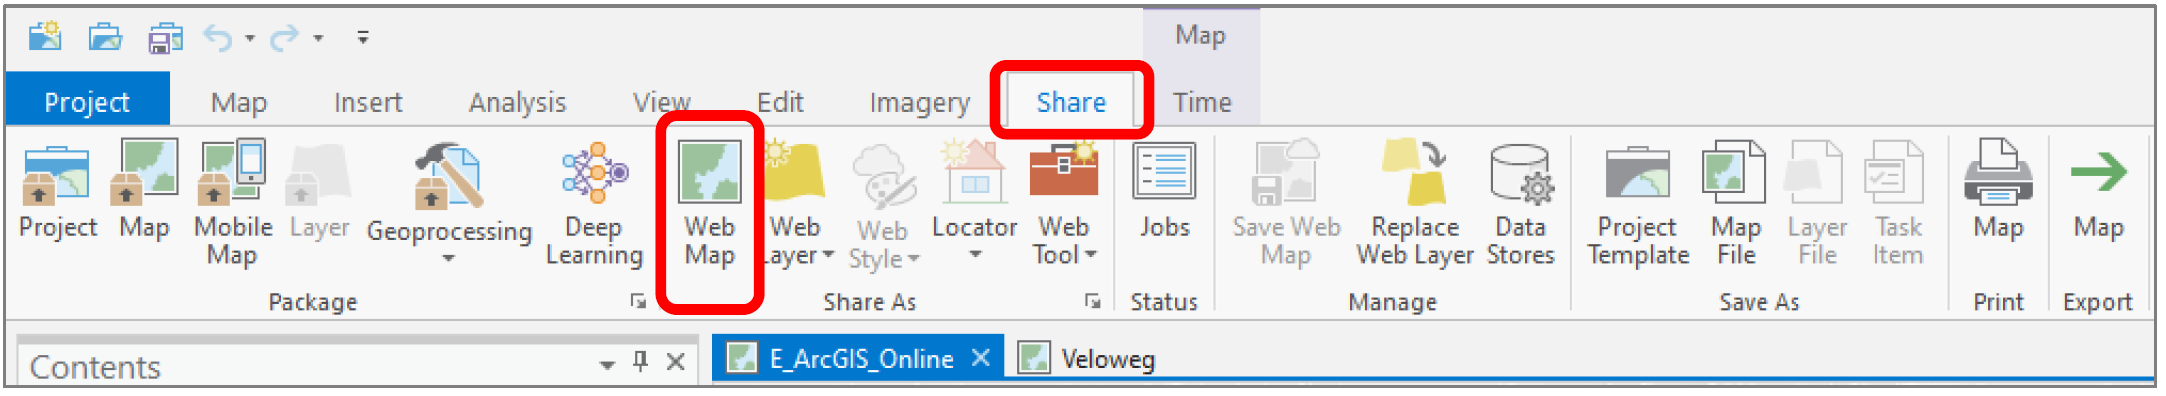 Map
Project Map Insert Analysis View Edit Imagery Share Time
Project Map Mobile Map Layer Geoprocessing Deep Learning Web Map Web Layer Web Style Locator Web Tool Jobs Save Web Map Replace Web Layer Data Stores Project Template Map File Layer File Task Item Map Map
Package Share As Status Manage Save As Print Export
Contents E_ArcGIS_Online Veloweg